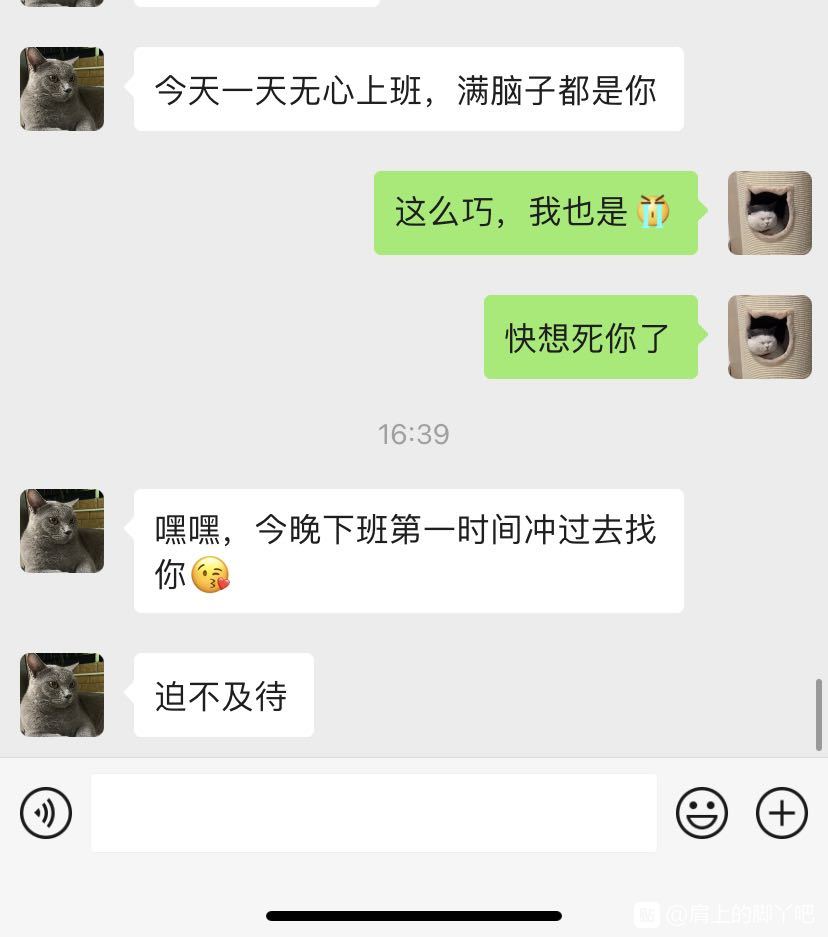 今天一天无心上班，满脑子都是你
这么巧，我也是😭
快想死你了
16:39
嘿嘿，今晚下班第一时间冲过去找
你😘
迫不及待
@肩上的脚丫吧